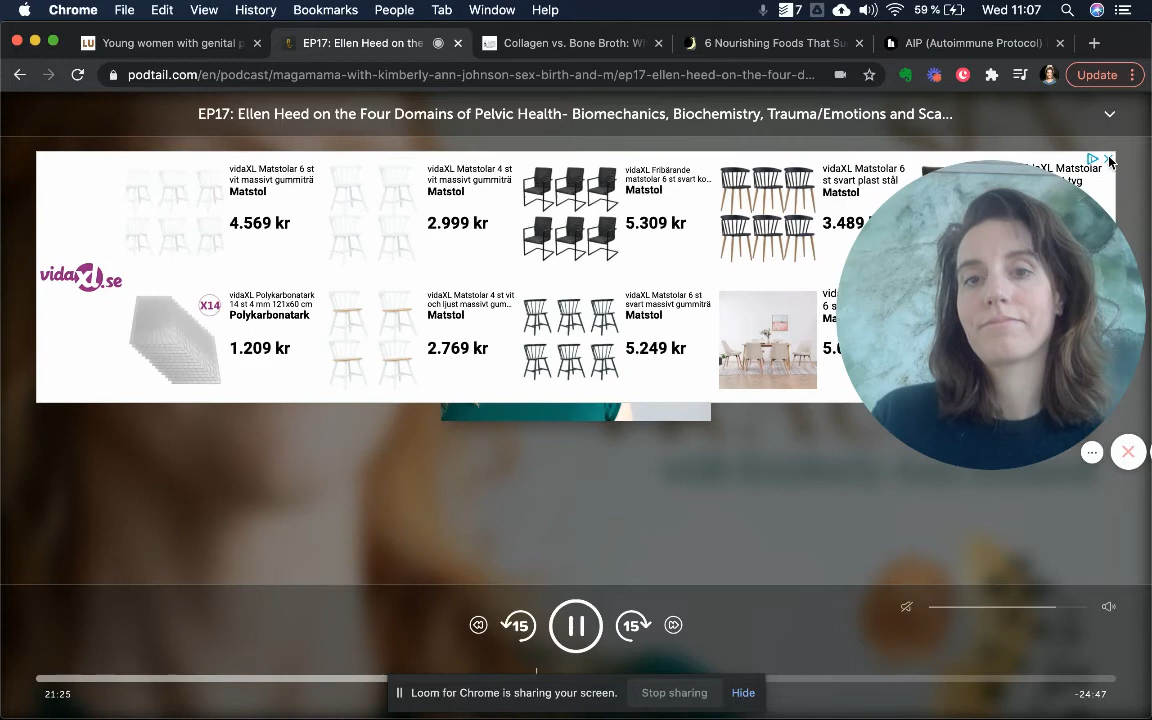 Chrome File Edit View History Bookmarks People Tab Window Help 7 59 % Wed 11:07
LU Young women with genital p EP17: Ellen Heed on the Collagen vs. Bone Broth: W 6 Nourishing Foods That Su AIP (Autoimmune Protocol)
podtail.com/en/podcast/magamama-with-kimberly-ann-johnson-sex-birth-and-m/ep17-ellen-heed-on-the-four-d... Update
EP17: Ellen Heed on the Four Domains of Pelvic Health- Biomechanics, Biochemistry, Trauma/Emotions and Sca...
vidaXL Matstolar 6 st
vit massivt gummiträ
Matstol
4.569 kr
vidaXL Matstolar 4 st
vit massivt gummiträ
Matstol
2.999 kr
vidaXL Fribärande
matstolar 6 st svart ko...
Matstol
5.309 kr
vidaXL Matstolar 6
st svart plast stål
Matstol
3.489
Matstolar
tyg
vidaXL.se
X14
vidaXL Polykarbonatark
14 st 4 mm 121x60 cm
Polykarbonatark
1.209 kr
vidaXL Matstolar 4 st vit
och ljust massivt gum...
Matstol
2.769 kr
vidaXL Matstolar 6 st
svart massivt gummiträ
Matstol
5.249 kr
15 15
21:25
-24:47
Loom for Chrome is sharing your screen. Stop sharing Hide